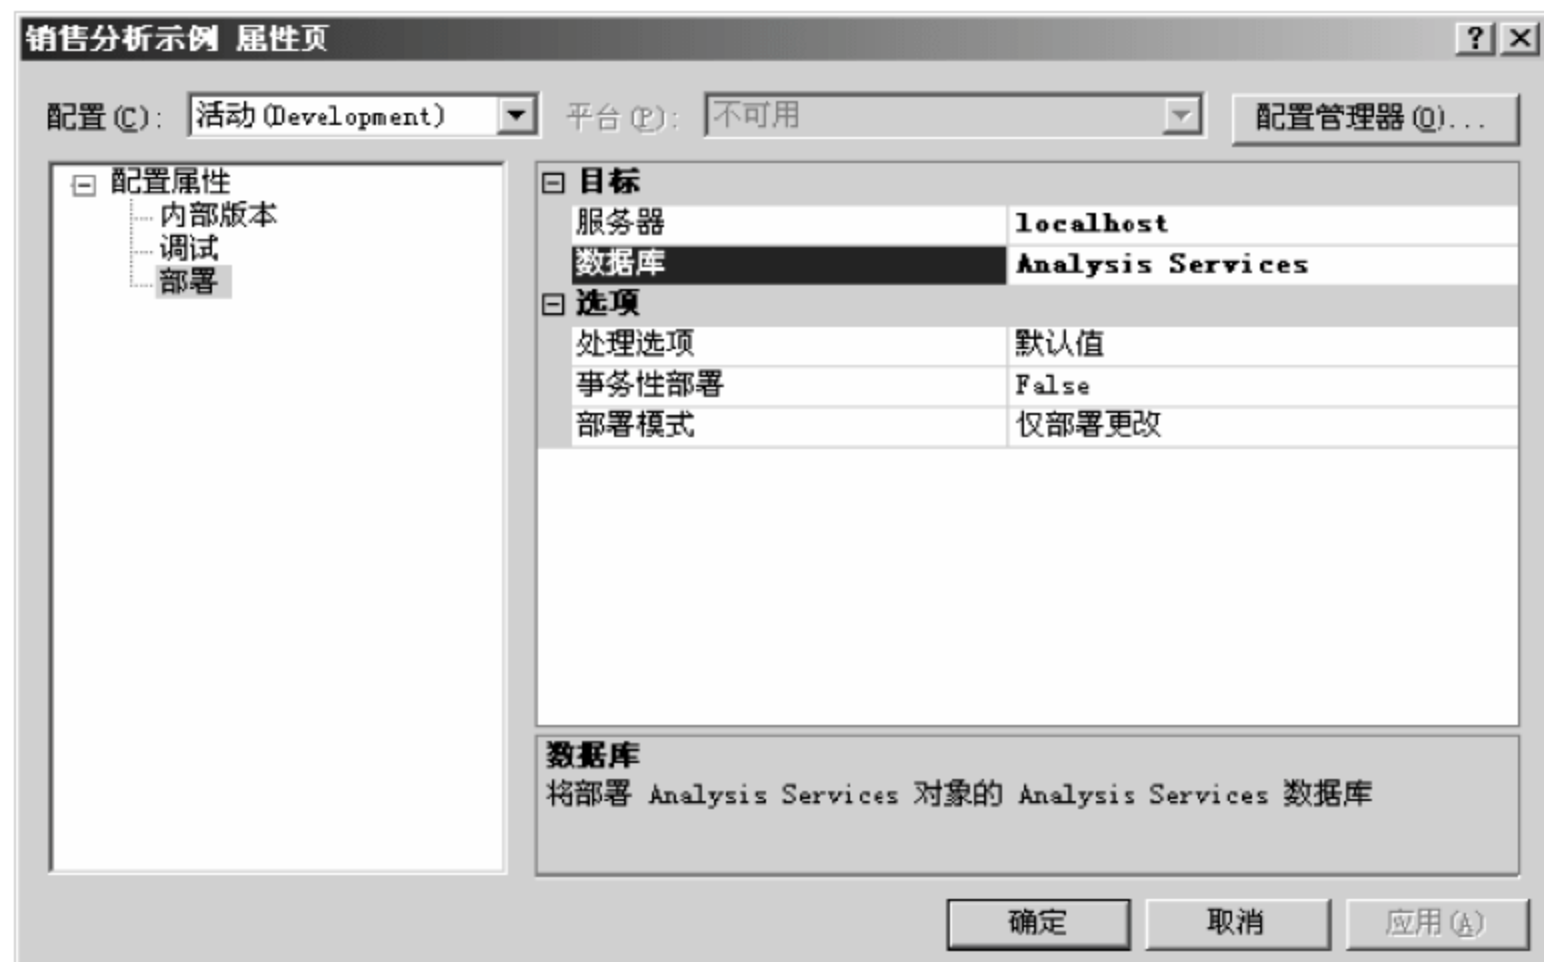 销售分析示例 属性页
配置(C): 活动(Development) 平台(P): 不可用 配置管理器(O)...
配置属性
内部版本
调试
部署
目标
服务器 localhost
数据库 Analysis Services
选项
处理选项 默认值
事务性部署 False
部署模式 仅部署更改
数据库
将部署 Analysis Services 对象的 Analysis Services 数据库
确定 取消 应用(A)